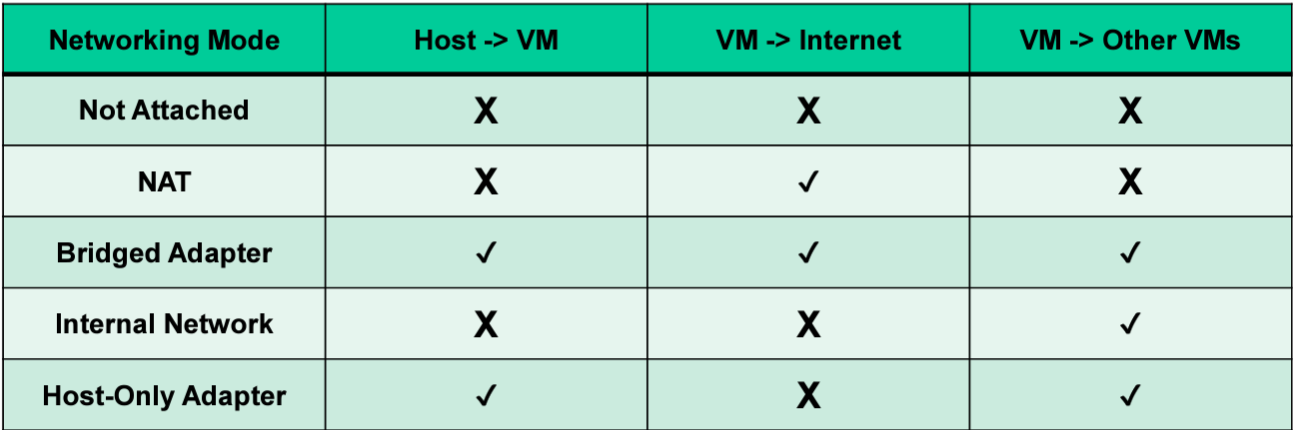 Networking Mode Host -> VM VM -> Internet VM -> Other VMs
Not Attached X X X
NAT X ✓ X
Bridged Adapter ✓ ✓ ✓
Internal Network X X ✓
Host-Only Adapter ✓ X ✓